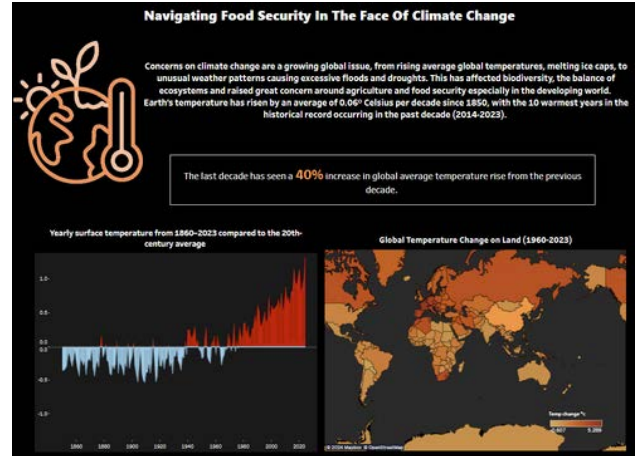 Navigating Food Security In The Face Of Climate Change
Concerns on climate change are a growing global issue, from rising average global temperatures, melting ice caps, to
unusual weather patterns causing excessive floods and droughts. This has affected biodiversity, the balance of
ecosystems and raised great concern around agriculture and food security especially in the developing world.
Earth's temperature has risen by an average of 0.06º Celsius per decade since 1850, with the 10 warmest years in the
historical record occurring in the past decade (2014-2023).
The last decade has seen a 40% increase in global average temperature rise from the previous
decade.
Yearly surface temperature from 1860–2023 compared to the 20th-
century average
1.0
0.5
0.0
-0.5
-1.0
1860 1880 1900 1920 1940 1960 1980 2000 2020
Global Temperature Change on Land (1960-2023)
Temp change °c
-0.607 5.289
© 2024 Mapbox © OpenStreetMap